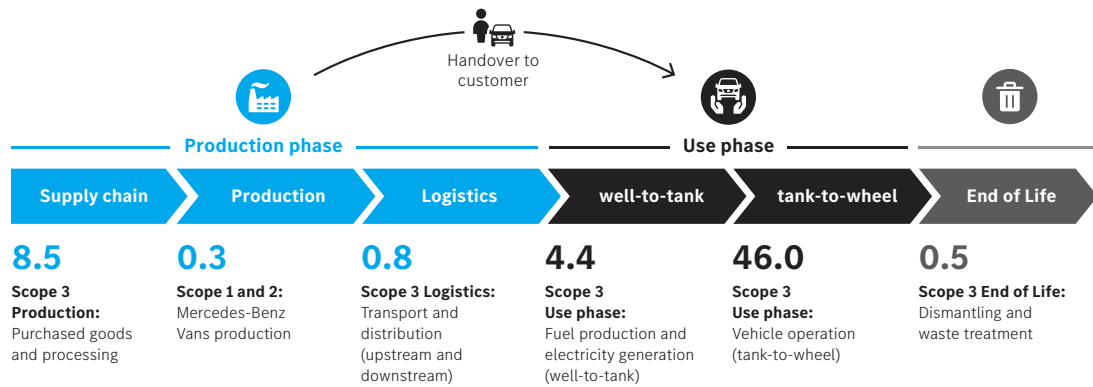 Handover to
customer
Production phase
Use phase
Supply chain
Production
Logistics
well-to-tank
tank-to-wheel
End of Life
8.5
Scope 3
Production:
Purchased goods
and processing
0.3
Scope 1 and 2:
Mercedes-Benz
Vans production
0.8
Scope 3 Logistics:
Transport and
distribution
(upstream and
downstream)
4.4
Scope 3
Use phase:
Fuel production and
electricity generation
(well-to-tank)
46.0
Scope 3
Use phase:
Vehicle operation
(tank-to-wheel)
0.5
Scope 3 End of Life:
Dismantling and
waste treatment